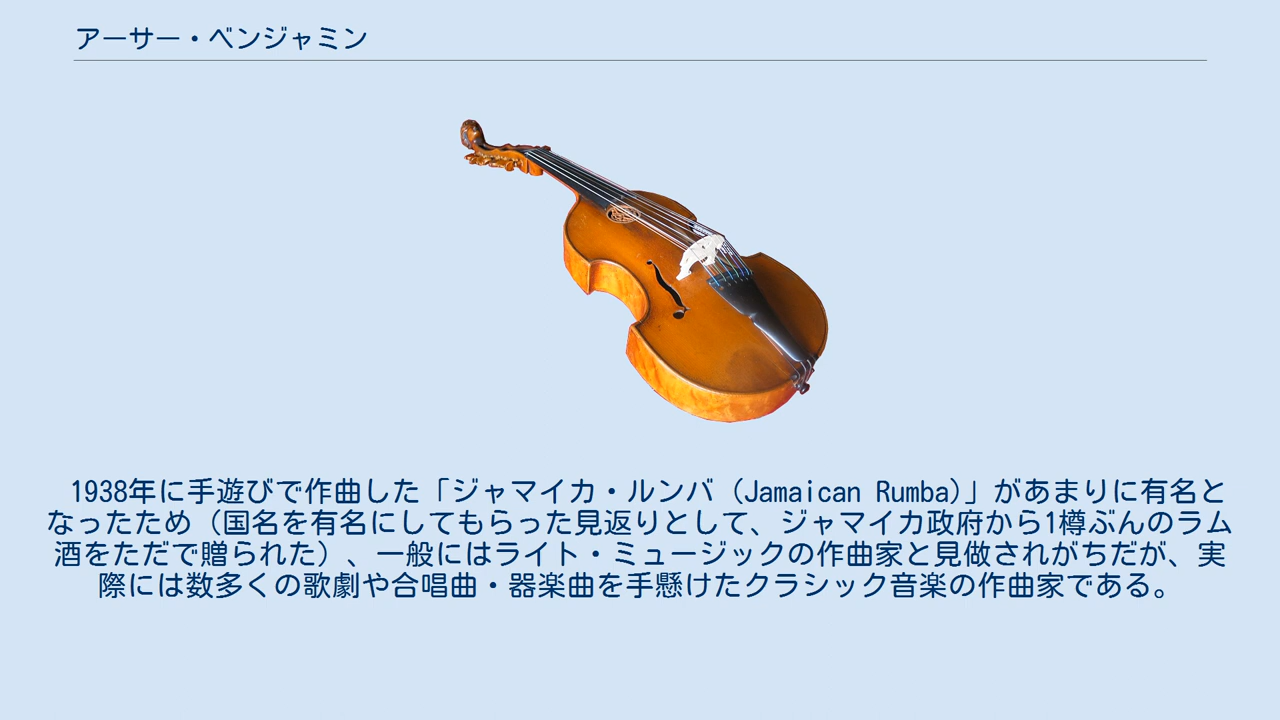 アーサー・ベンジャミン
1938年に手遊びで作曲した「ジャマイカ・ルンバ（Jamaican Rumba)」があまりに有名と
なったため（国名を有名にしてもらった見返りとして、ジャマイカ政府から1樽ぶんのラム
酒をただで贈られた）、一般にはライト・ミュージックの作曲家と見做されがちだが、実
際には数多くの歌劇や合唱曲・器楽曲を手懸けたクラシック音楽の作曲家である。